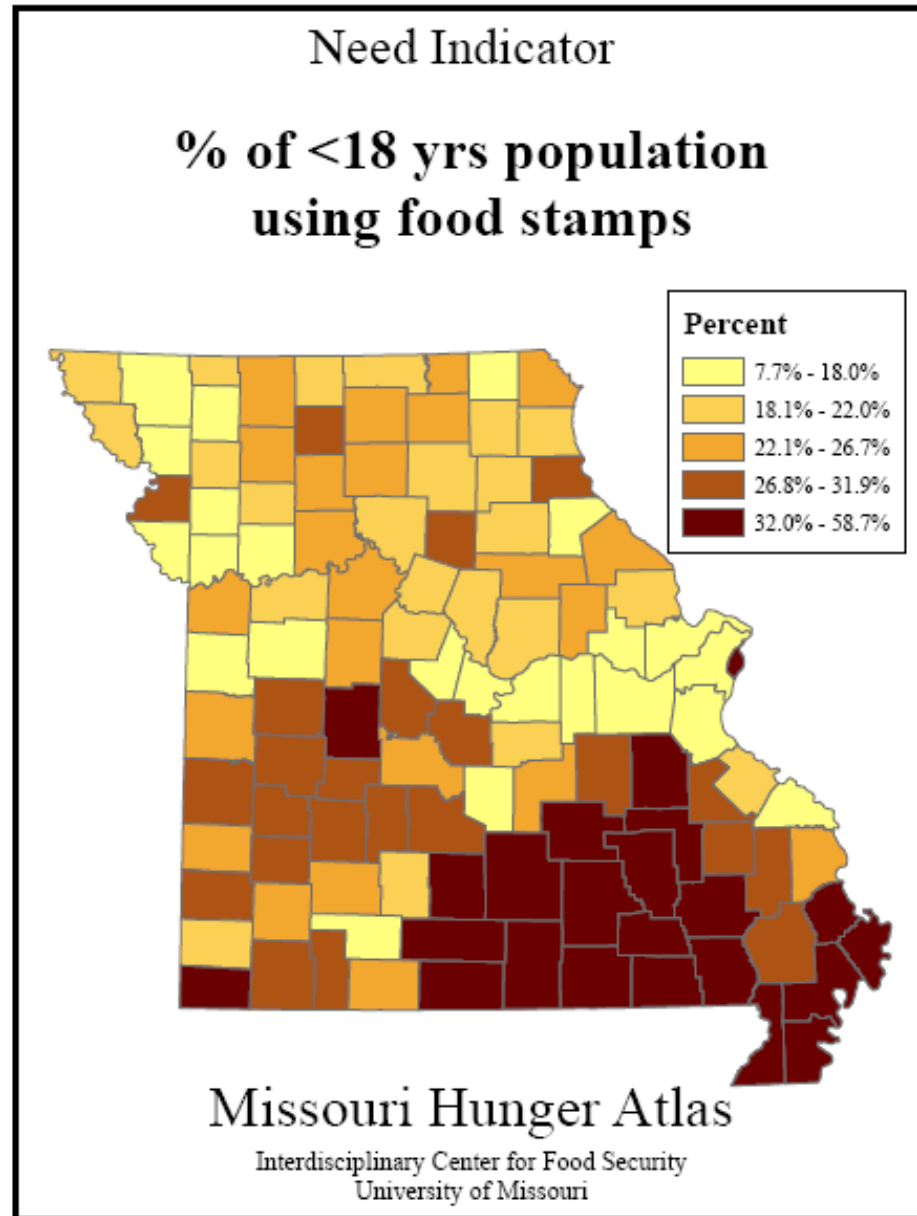 Need Indicator
% of <18 yrs population
using food stamps
Percent
7.7% - 18.0%
18.1% - 22.0%
22.1% - 26.7%
26.8% - 31.9%
32.0% - 58.7%
Missouri Hunger Atlas
Interdisciplinary Center for Food Security
University of Missouri